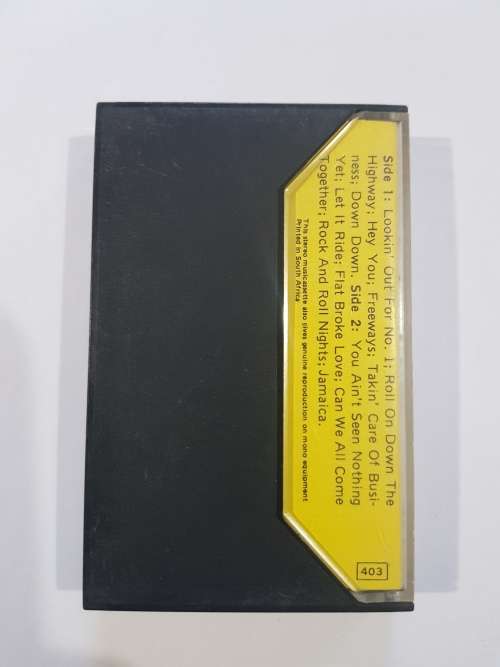 Side 1: Lookin' Out For No. 1; Roll On Down The
Highway; Hey You; Freeways; Takin' Care Of Busi-
ness; Down Down. Side 2: You Ain't Seen Nothing
Yet; Let It Ride; Flat Broke Love; Can We All Come
Together; Rock And Roll Nights; Jamaica.
This stereo musicassette also gives genuine reproduction on mono equipment
Printed in South Africa
403